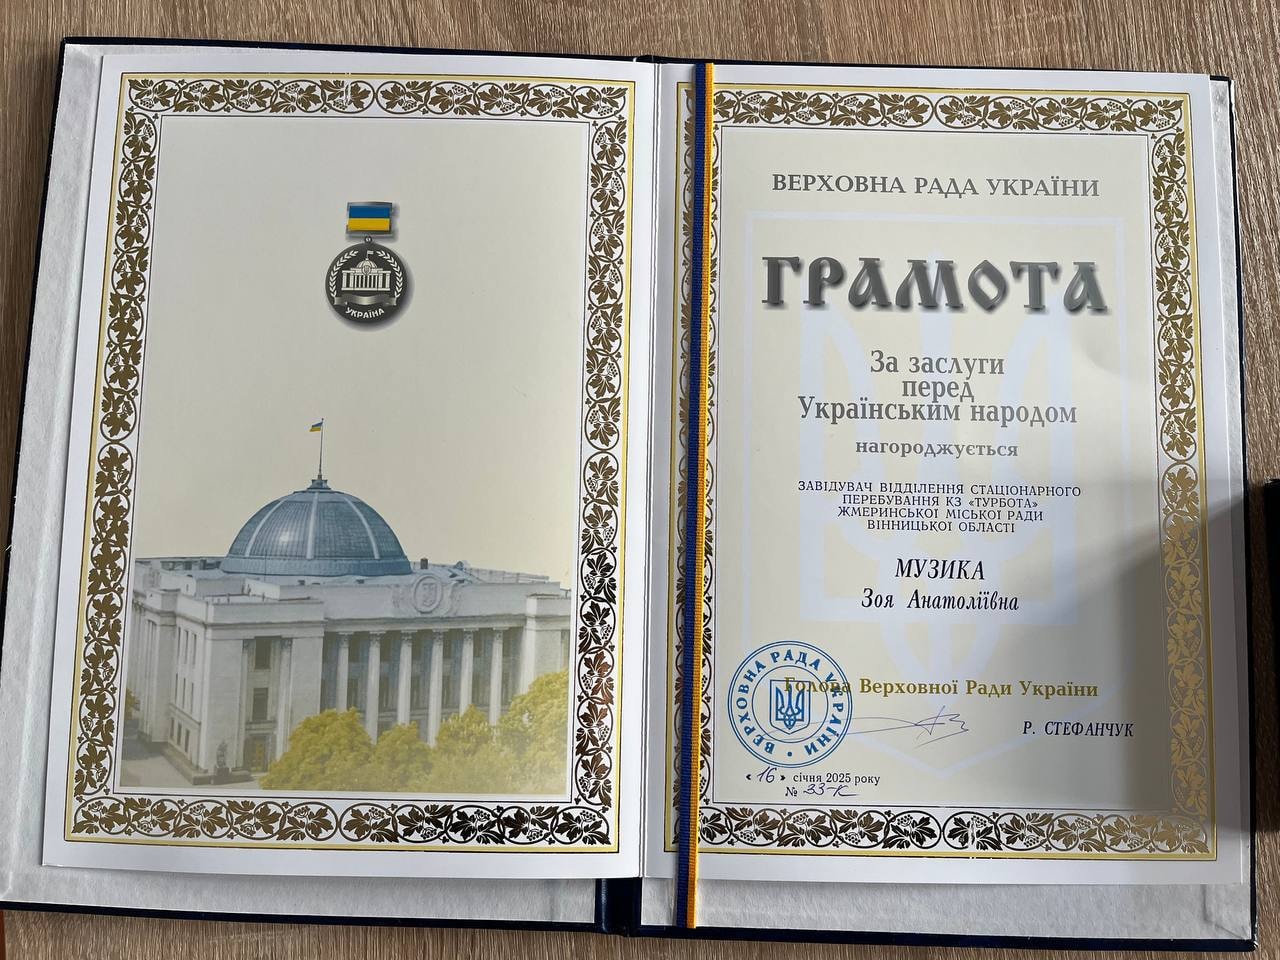 УКРАЇНА
ВЕРХОВНА РАДА УКРАЇНИ
ГРАМОТА
За заслуги
перед
Українським народом
нагороджується
ЗАВІДУВАЧ ВІДДІЛЕННЯ СТАЦІОНАРНОГО
ПЕРЕБУВАННЯ КЗ «ТУРБОТА»
ЖМЕРИНСЬКОЇ МІСЬКОЇ РАДИ
ВІННИЦЬКОЇ ОБЛАСТІ
МУЗИКА
Зоя Анатоліївна
Голова Верховної Ради України
ВЕРХОВНА РАДА УКРАЇНИ
Р. СТЕФАНЧУК
«16» січня 2025 року
№ 33-К